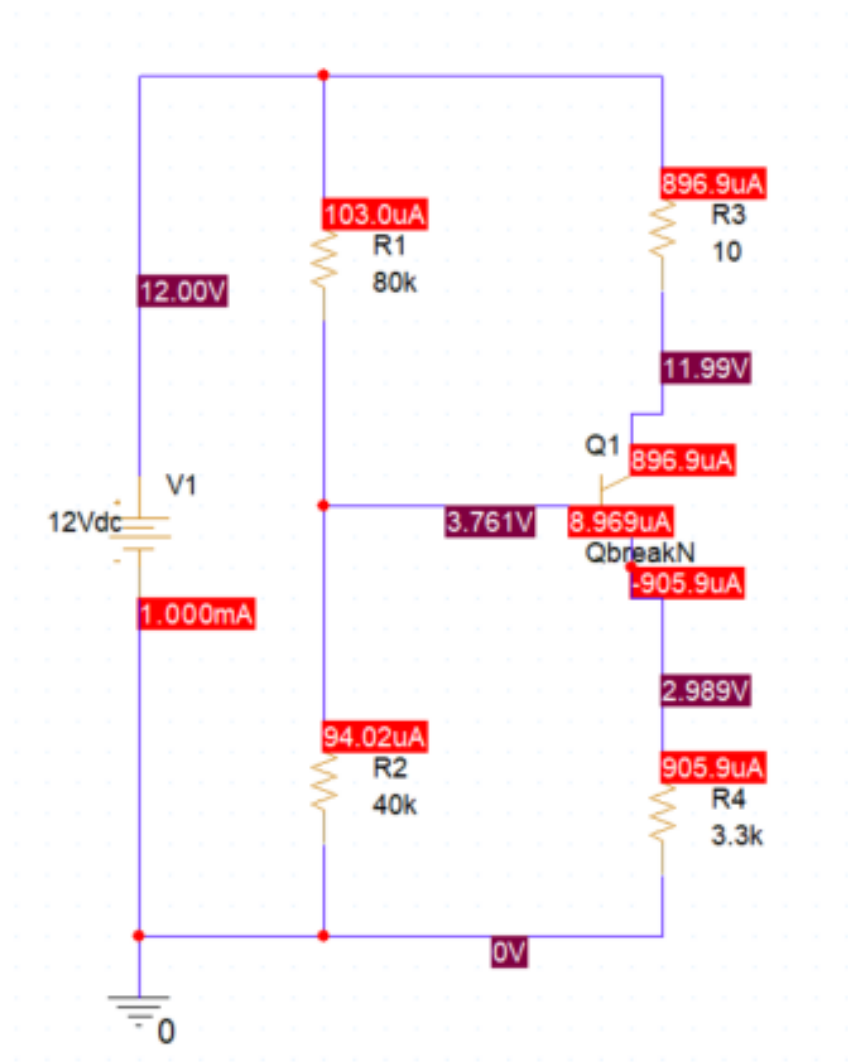 896.9uA
103.0uA
R3
R1
10
80k
12.00V
11.99V
Q1
896.9uA
V1
12Vdc
3.761V
8.969uA
QbreakN
-905.9uA
1.000mA
2.989V
94.02uA
R2
905.9uA
R4
40k
3.3k
0V
0
+
-